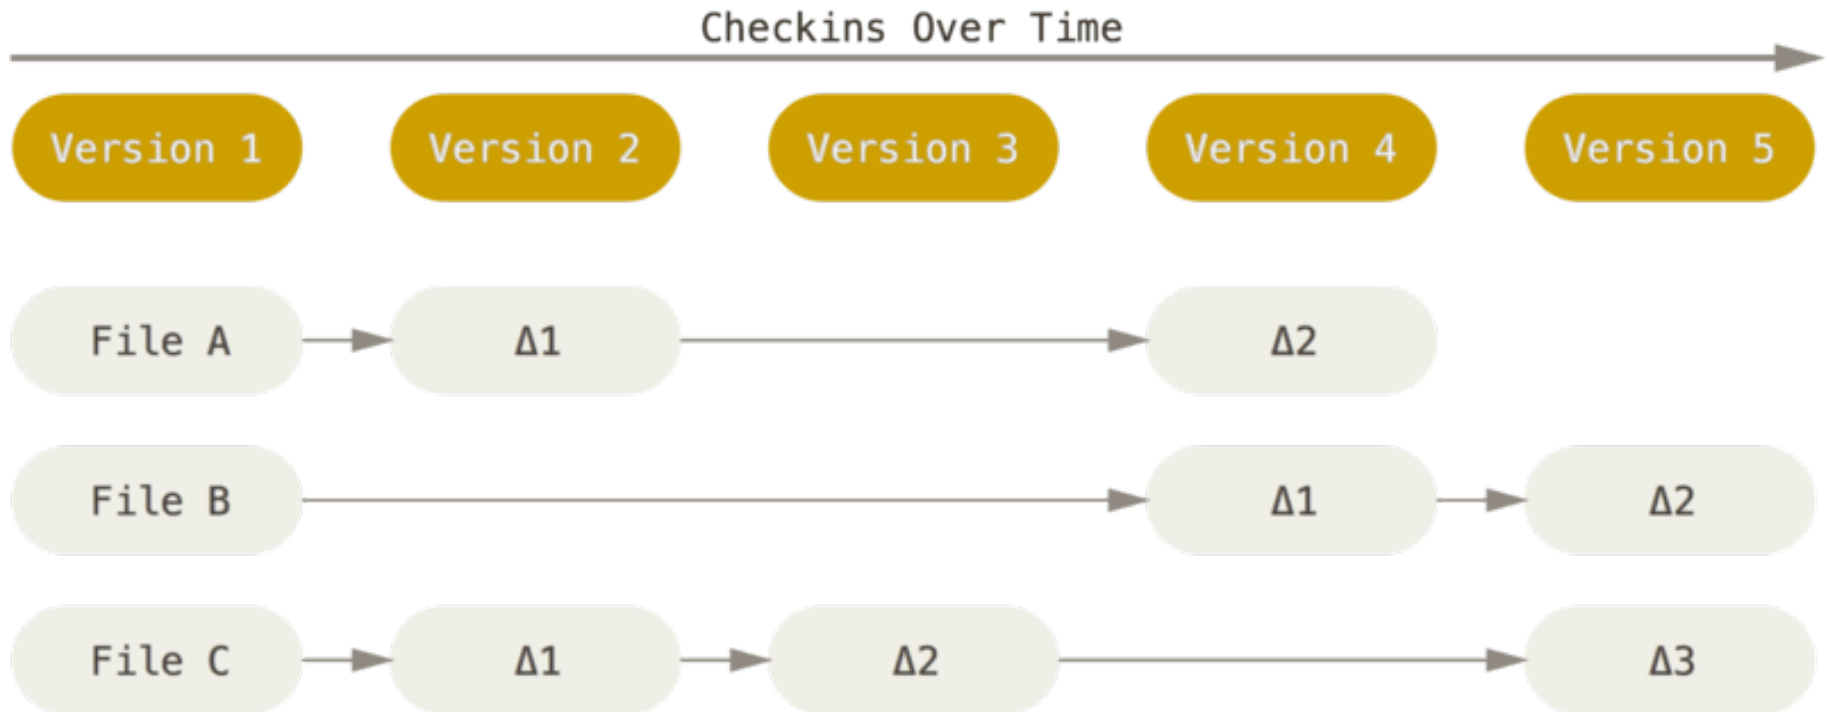 Checkins Over Time
Version 1 Version 2 Version 3 Version 4 Version 5
File A Δ1 Δ2
File B Δ1 Δ2
File C Δ1 Δ2 Δ3